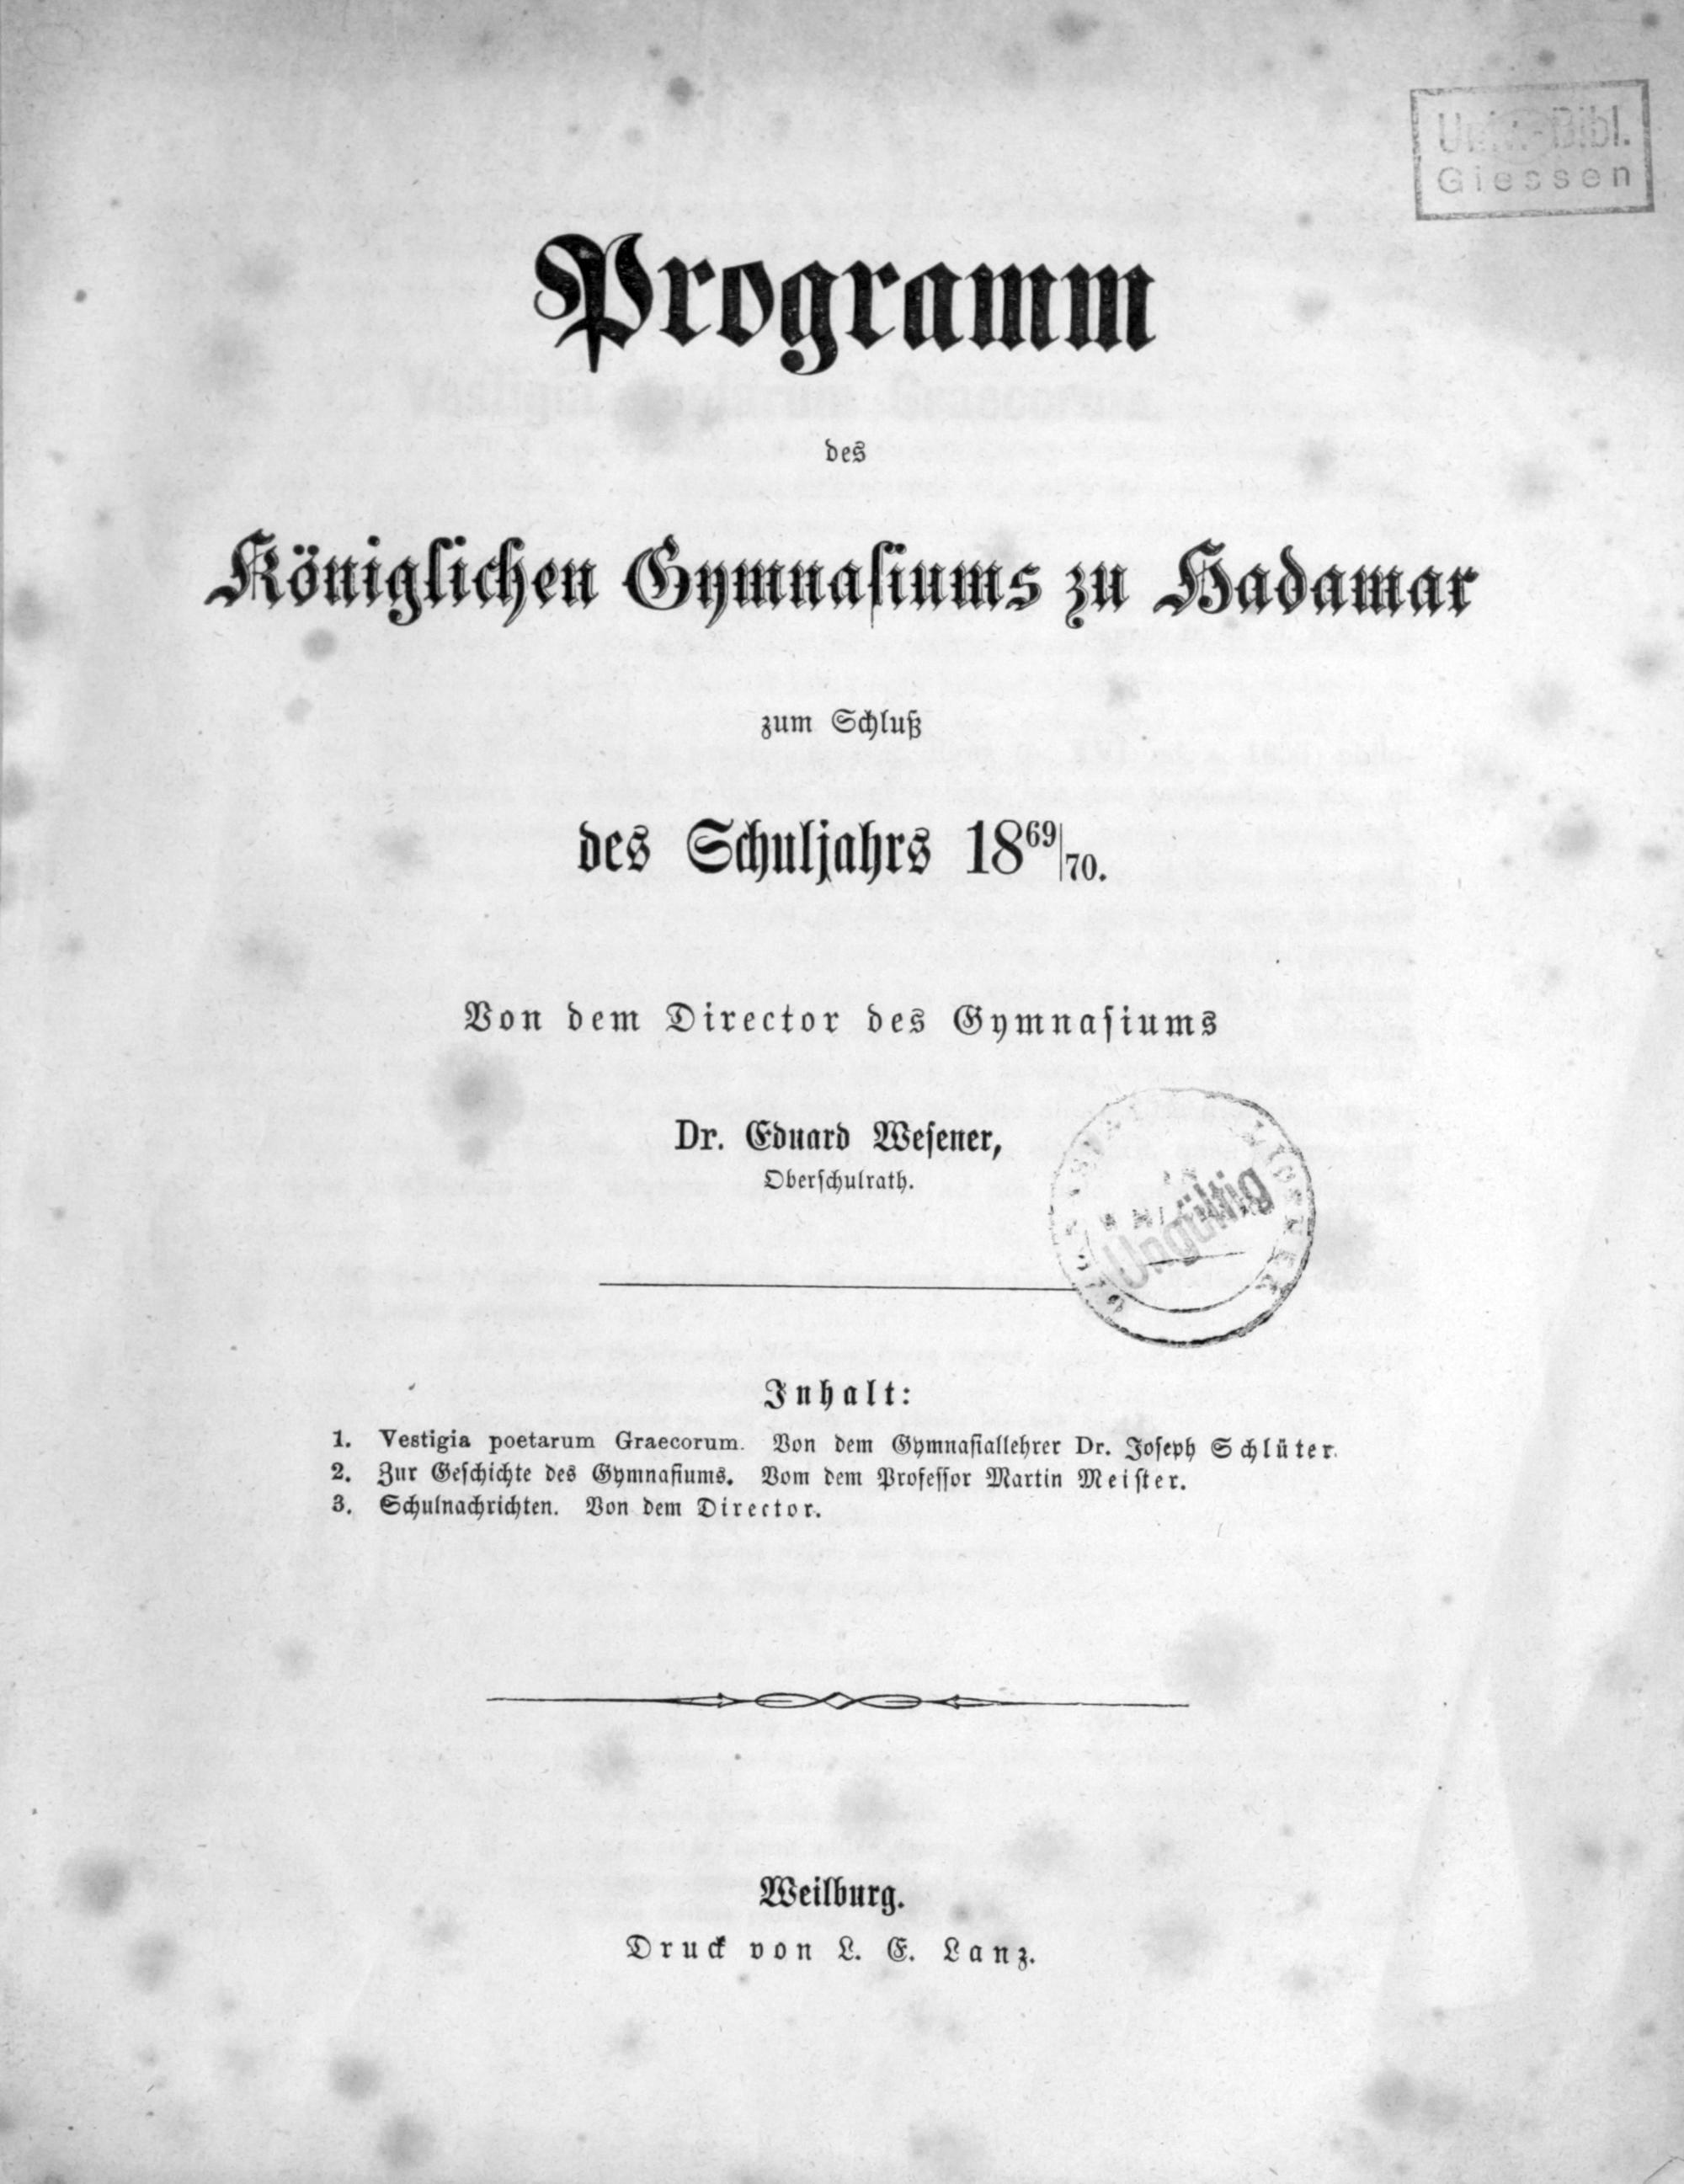 Univ.-Bibl.
Giessen
Programm
des
Königlichen Gymnasiums zu Hadamar
zum Schluß
des Schuljahrs 1869/70.
Von dem Director des Gymnasiums
Dr. Eduard Wesener,
Oberschulrath.
Ungültig
Inhalt:
1. Vestigia poetarum Graecorum. Von dem Gymnasiallehrer Dr. Joseph Schlüter.
2. Zur Geschichte des Gymnasiums. Vom dem Professor Martin Meister.
3. Schulnachrichten. Von dem Director.
Weilburg.
Druck von L. E. Lanz.